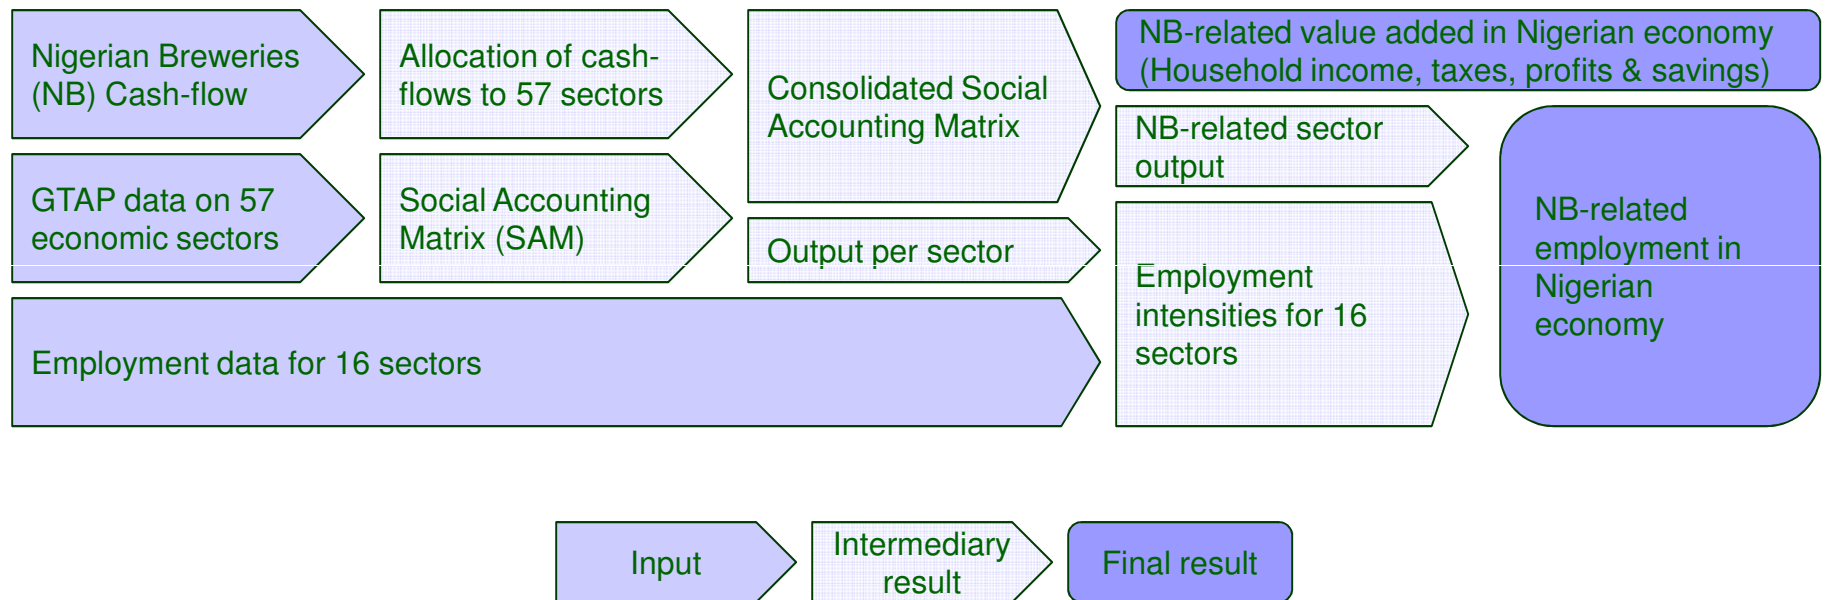 Nigerian Breweries
(NB) Cash-flow
Allocation of cash-
flows to 57 sectors
Consolidated Social
Accounting Matrix
NB-related value added in Nigerian economy
(Household income, taxes, profits & savings)
NB-related sector
output
GTAP data on 57
economic sectors
Social Accounting
Matrix (SAM)
Output per sector
Employment
intensities for 16
sectors
NB-related
employment in
Nigerian
economy
Employment data for 16 sectors
Input
Intermediary
result
Final result